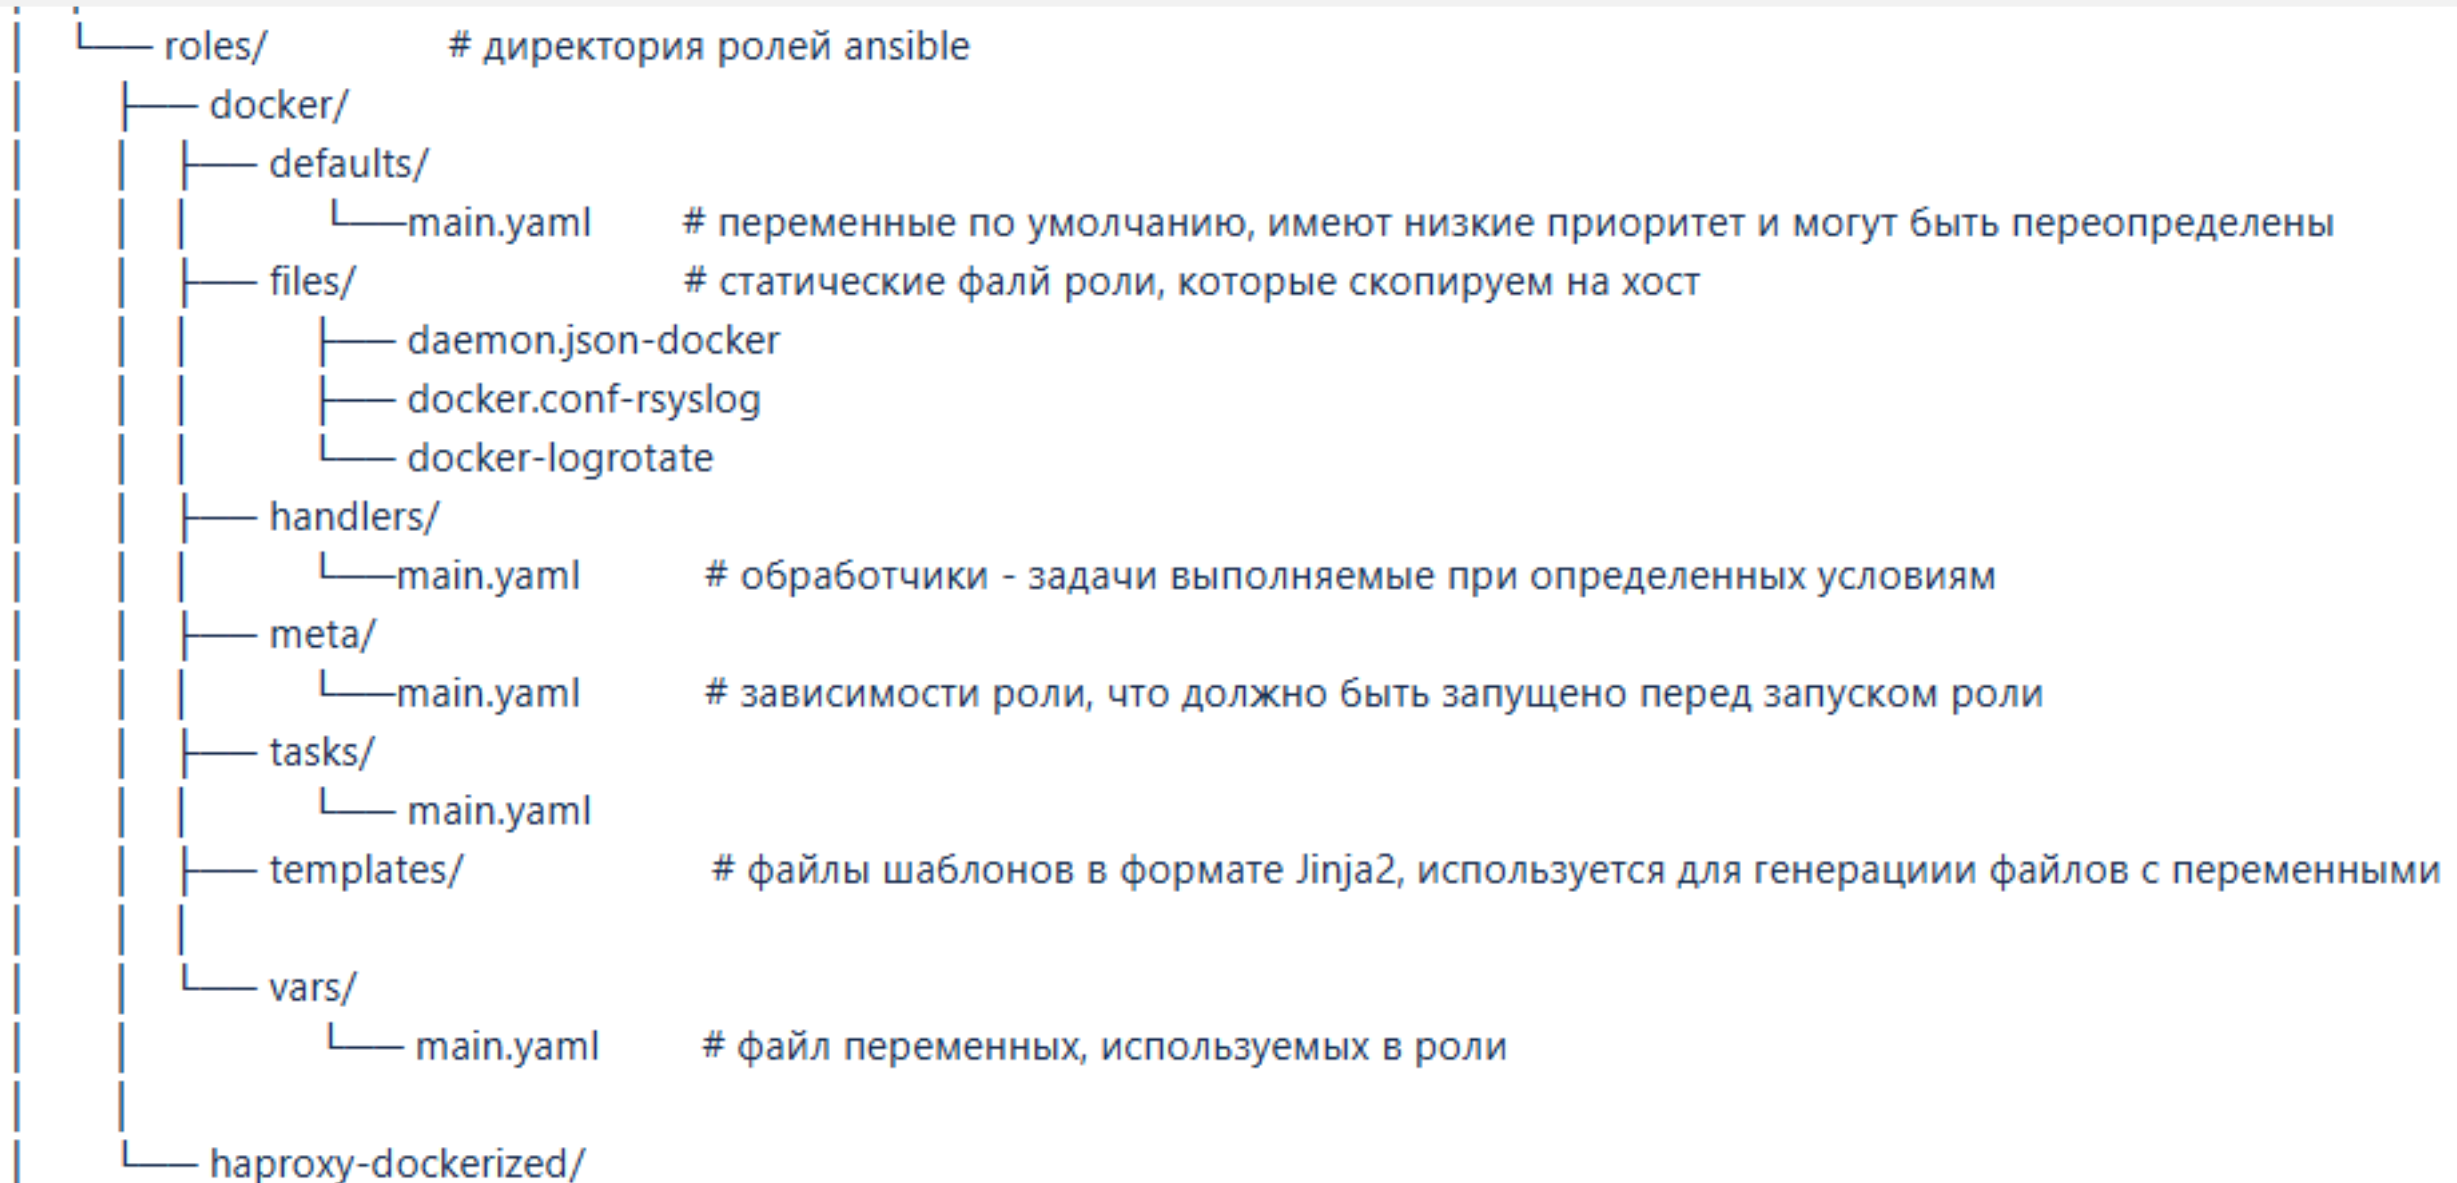 │ └── roles/ # директория ролей ansible
│ ├── docker/
│ │ ├── defaults/
│ │ │ └──main.yaml # переменные по умолчанию, имеют низкие приоритет и могут быть переопределены
│ │ ├── files/ # статические фалй роли, которые скопируем на хост
│ │ │ ├── daemon.json-docker
│ │ │ ├── docker.conf-rsyslog
│ │ │ └── docker-logrotate
│ │ ├── handlers/
│ │ │ └──main.yaml # обработчики - задачи выполняемые при определенных условиям
│ │ ├── meta/
│ │ │ └──main.yaml # зависимости роли, что должно быть запущено перед запуском роли
│ │ ├── tasks/
│ │ │ └── main.yaml
│ │ ├── templates/ # файлы шаблонов в формате Jinja2, используется для генерациии файлов с переменными
│ │ │
│ │ └── vars/
│ │ └── main.yaml # файл переменных, используемых в роли
│ │
│ └── haproxy-dockerized/